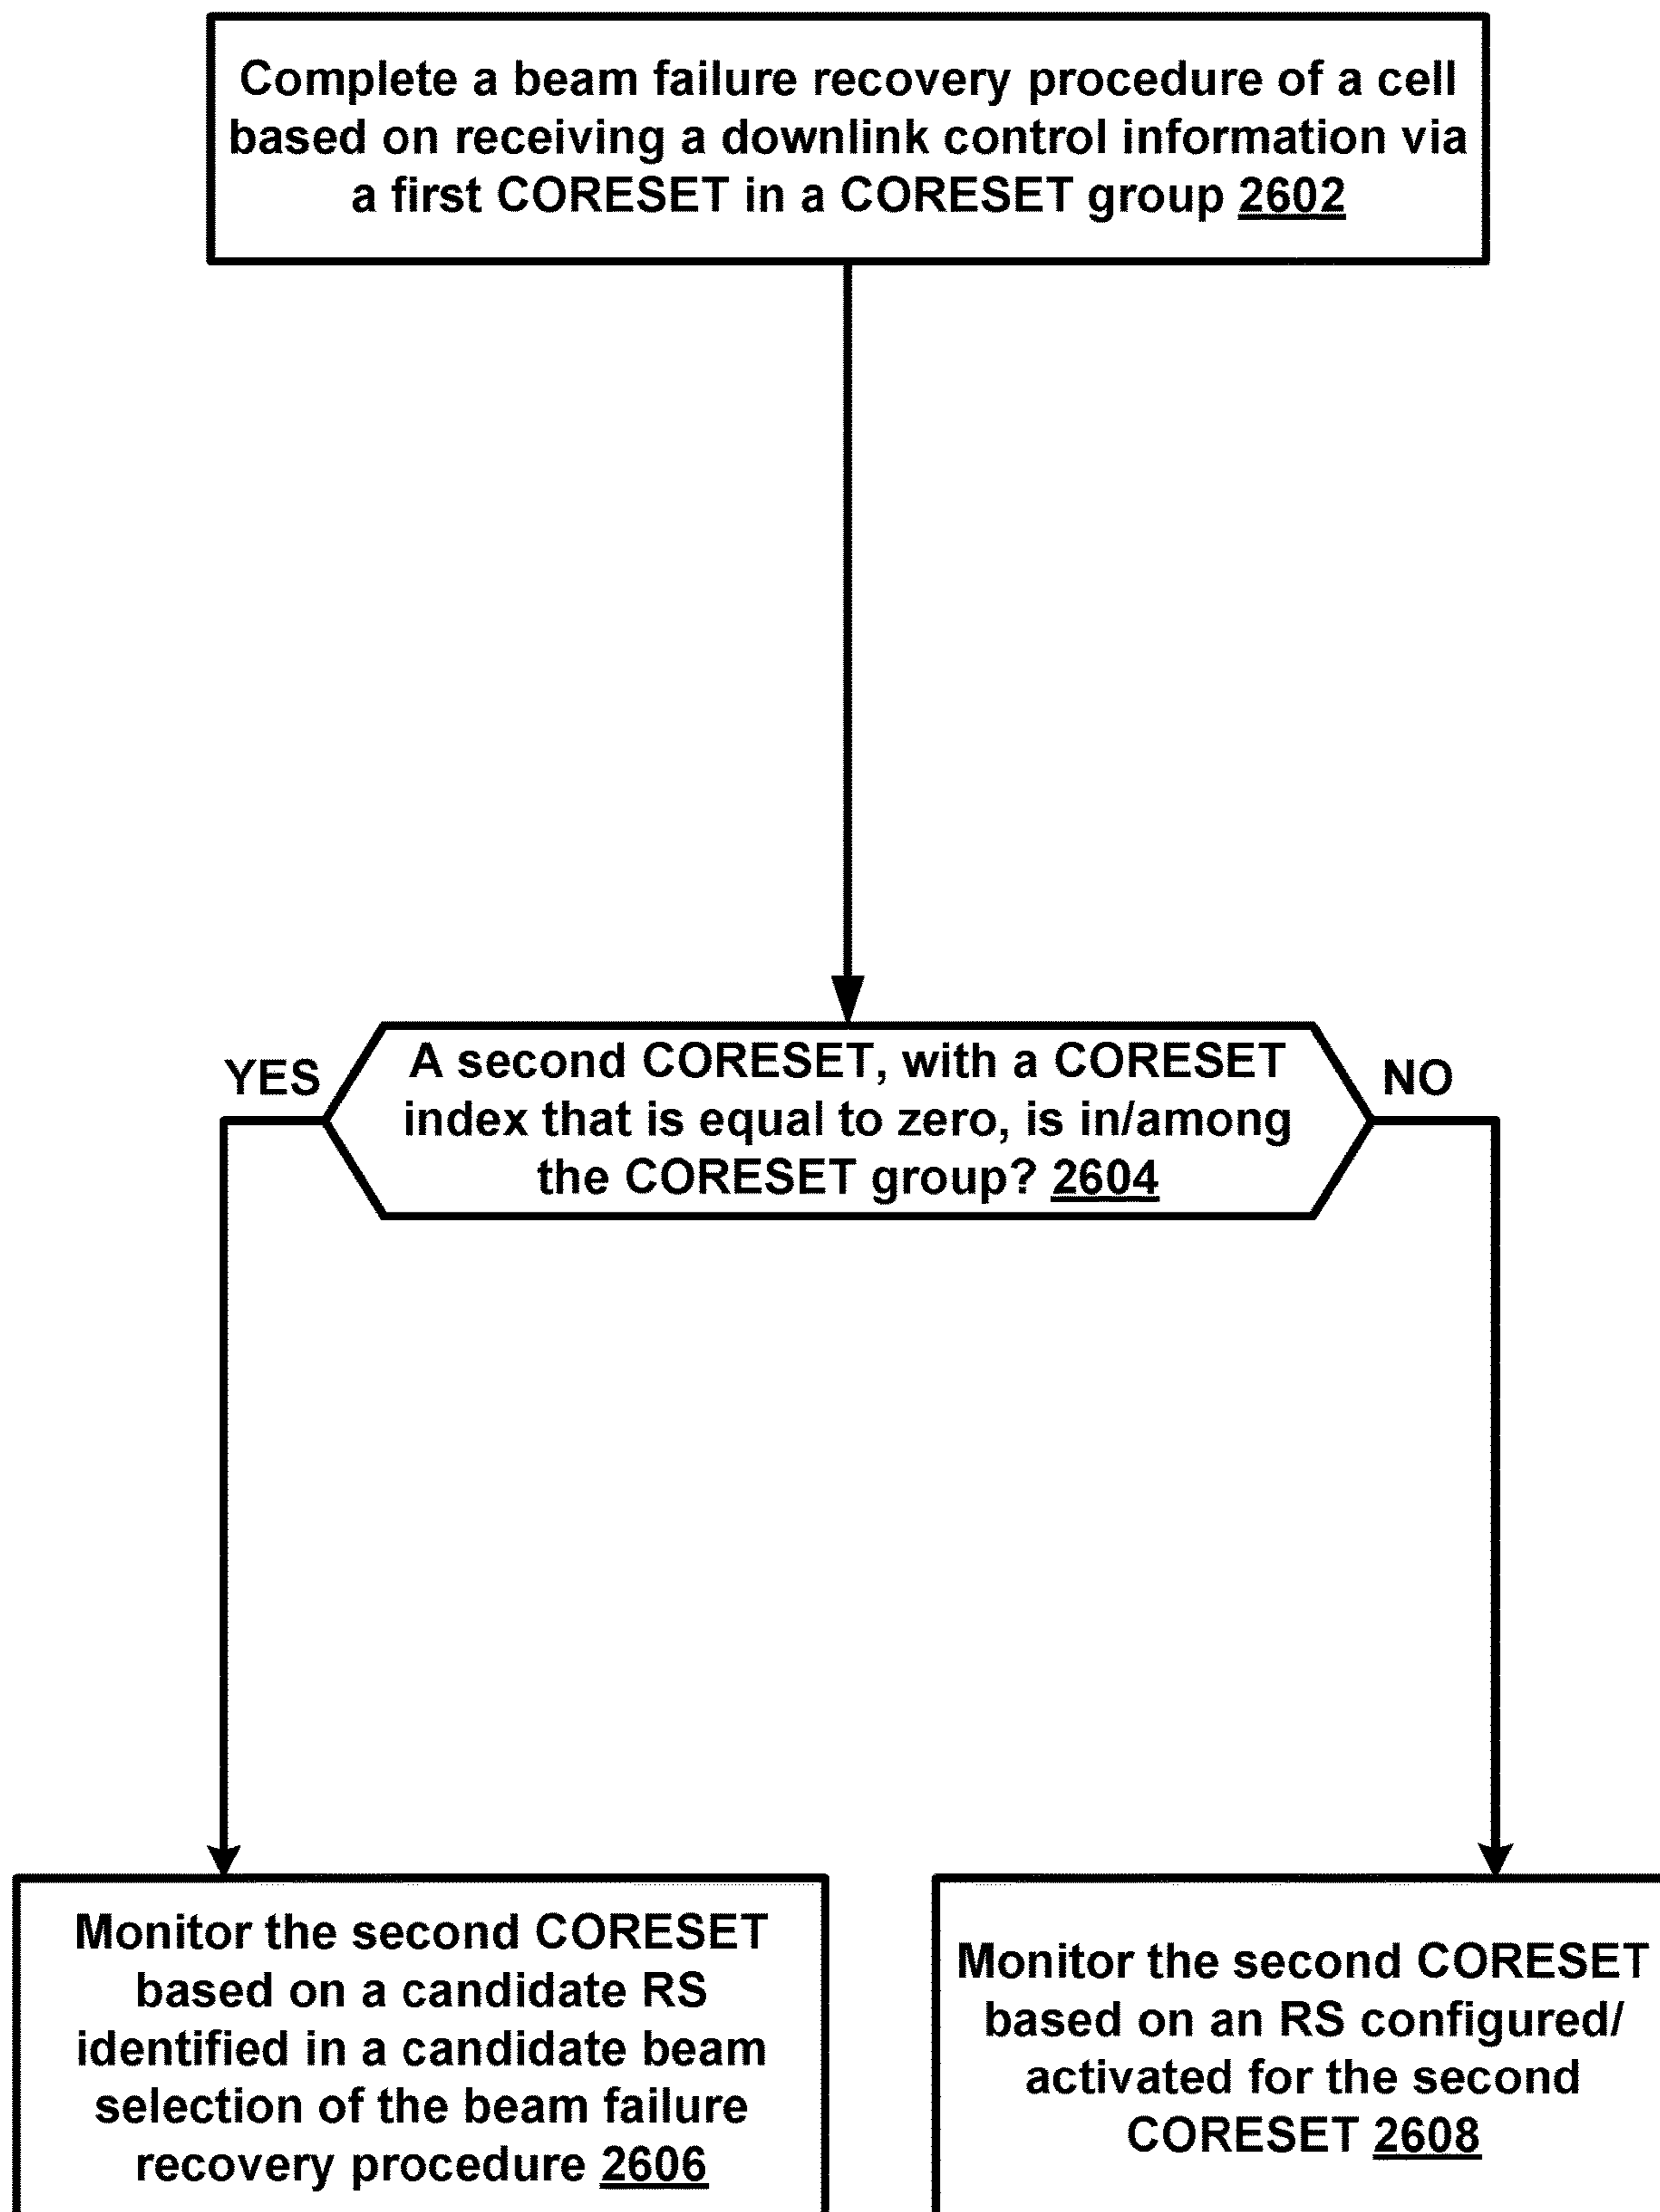 Complete a beam failure recovery procedure of a cell
based on receiving a downlink control information via
a first CORESET in a CORESET group 2602
YES
A second CORESET, with a CORESET
index that is equal to zero, is in/among
the CORESET group? 2604
NO
Monitor the second CORESET
based on a candidate RS
identified in a candidate beam
selection of the beam failure
recovery procedure 2606
Monitor the second CORESET
based on an RS configured/
activated for the second
CORESET 2608